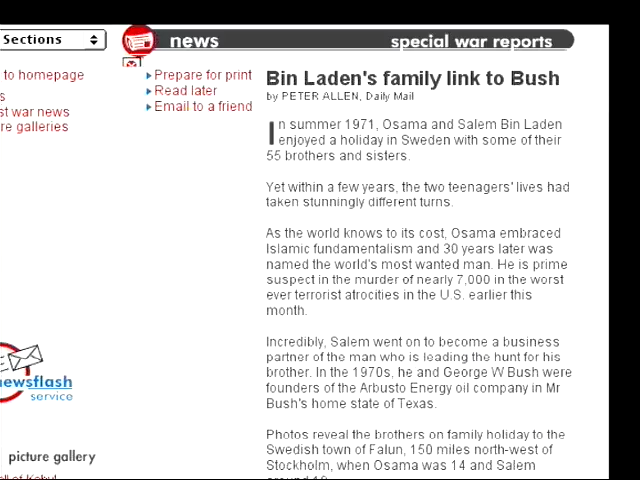 Sections
news
special war reports
to homepage
s
st war news
re galleries
Prepare for print
Read later
Email to a friend
Bin Laden's family link to Bush
by PETER ALLEN, Daily Mail
In summer 1971, Osama and Salem Bin Laden
enjoyed a holiday in Sweden with some of their
55 brothers and sisters.
Yet within a few years, the two teenagers' lives had
taken stunningly different turns.
As the world knows to its cost, Osama embraced
Islamic fundamentalism and 30 years later was
named the world's most wanted man. He is prime
suspect in the murder of nearly 7,000 in the worst
ever terrorist atrocities in the U.S. earlier this
month.
Incredibly, Salem went on to become a business
partner of the man who is leading the hunt for his
brother. In the 1970s, he and George W Bush were
founders of the Arbusto Energy oil company in Mr
Bush's home state of Texas.
Photos reveal the brothers on family holiday to the
Swedish town of Falun, 150 miles north-west of
Stockholm, when Osama was 14 and Salem
around 19
ewsflash
service
picture gallery
all of Kabul